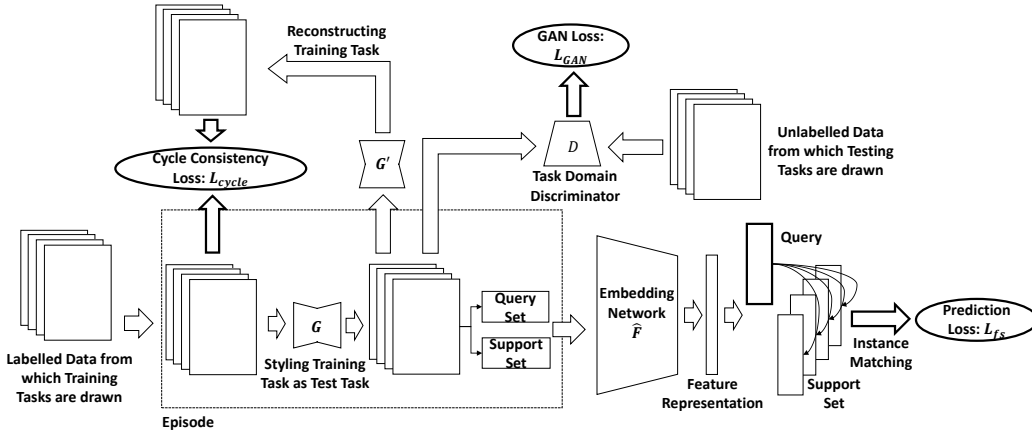 Reconstructing
Training Task
GAN Loss:
L_GAN
Cycle Consistency
Loss: L_cycle
G'
D
Task Domain
Discriminator
Unlabelled Data
from which Testing
Tasks are drawn
Labelled Data from
which Training
Tasks are drawn
G
Styling Training
Task as Test Task
Query
Set
Support
Set
Episode
Embedding
Network
F̂
Feature
Representation
Query
Support
Set
Instance
Matching
Prediction
Loss: L_fs